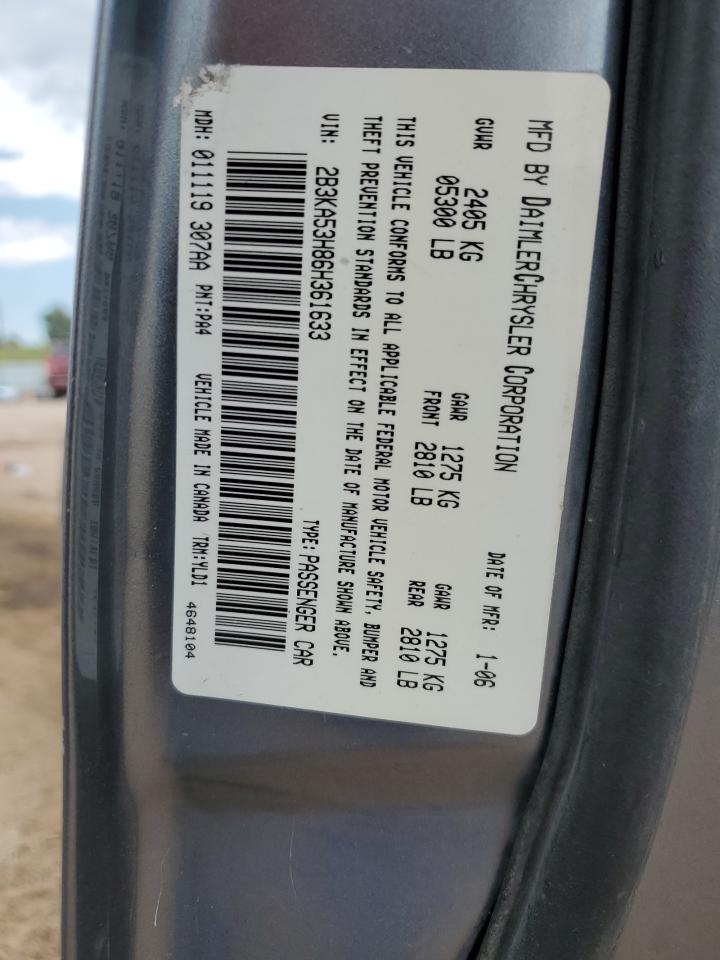 MFD BY DAIMLERCHRYSLER CORPORATION
DATE OF MFR: 1-06
GVWR 2405 KG 05300 LB
GAWR FRONT 1275 KG 2810 LB
GAWR REAR 1275 KG 2810 LB
THIS VEHICLE CONFORMS TO ALL APPLICABLE FEDERAL MOTOR VEHICLE SAFETY, BUMPER AND
THEFT PREVENTION STANDARDS IN EFFECT ON THE DATE OF MANUFACTURE SHOWN ABOVE.
VIN: 2B3KA53H86H361633
TYPE: PASSENGER CAR
MDH: 011119 307AA PNT:PA4 VEHICLE MADE IN CANADA TRM:YLD1
4648104